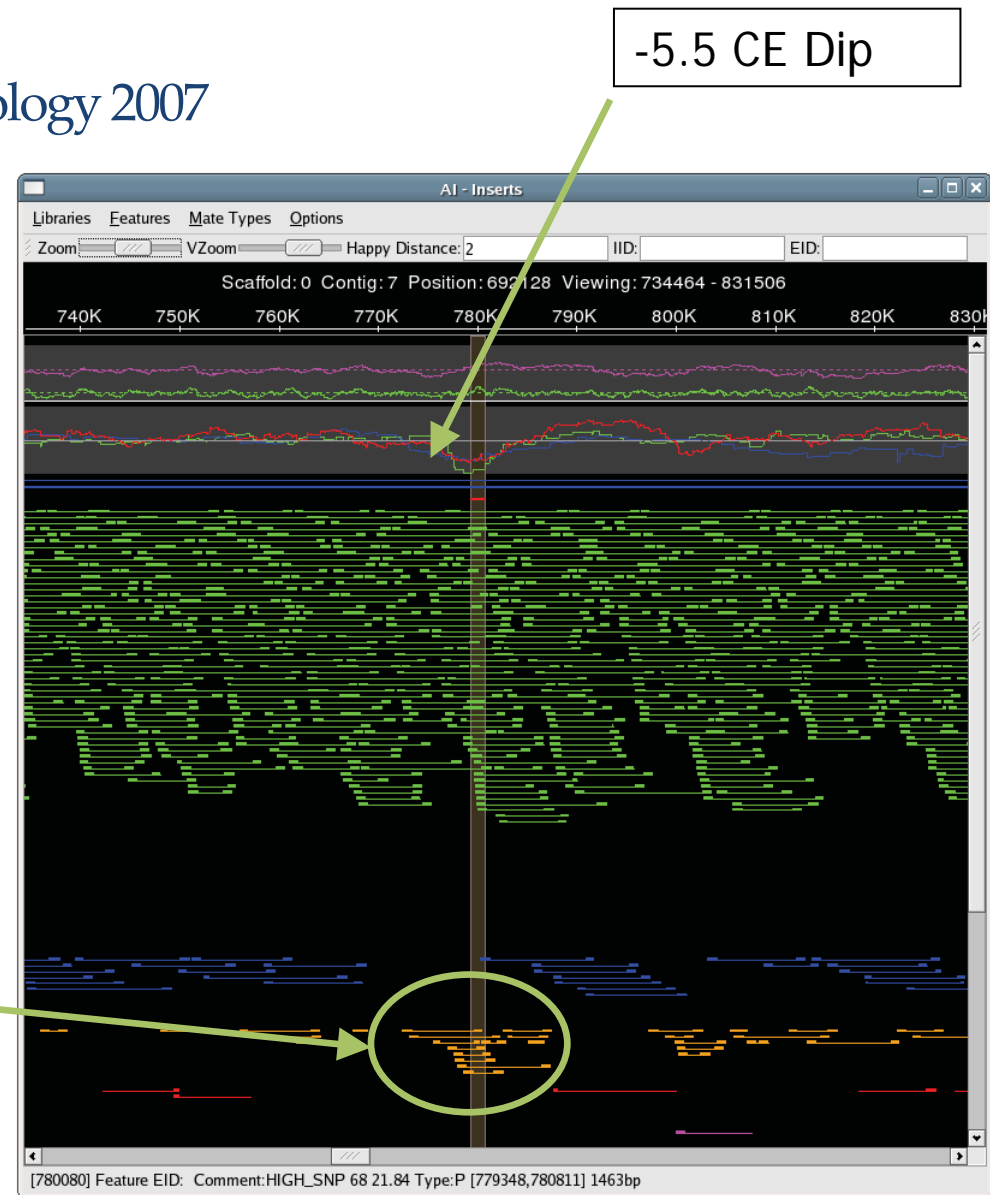 -5.5 CE Dip
ology 2007
AI - Inserts
Libraries Features Mate Types Options
Zoom VZoom Happy Distance: 2 IID: EID:
Scaffold: 0 Contig: 7 Position: 692128 Viewing: 734464 - 831506
740K 750K 760K 770K 780K 790K 800K 810K 820K 830K
[780080] Feature EID: Comment:HIGH_SNP 68 21.84 Type:P [779348,780811] 1463bp